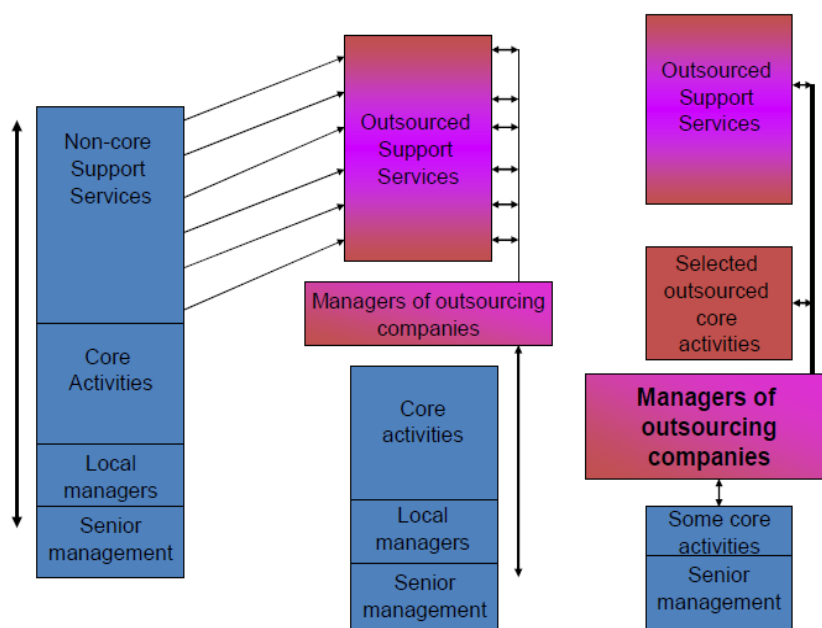 Non-core
Support
Services
Core
Activities
Local
managers
Senior
management
Outsourced
Support
Services
Managers of outsourcing
companies
Core
activities
Local
managers
Senior
management
Outsourced
Support
Services
Selected
outsourced
core
activities
Managers of
outsourcing
companies
Some core
activities
Senior
management